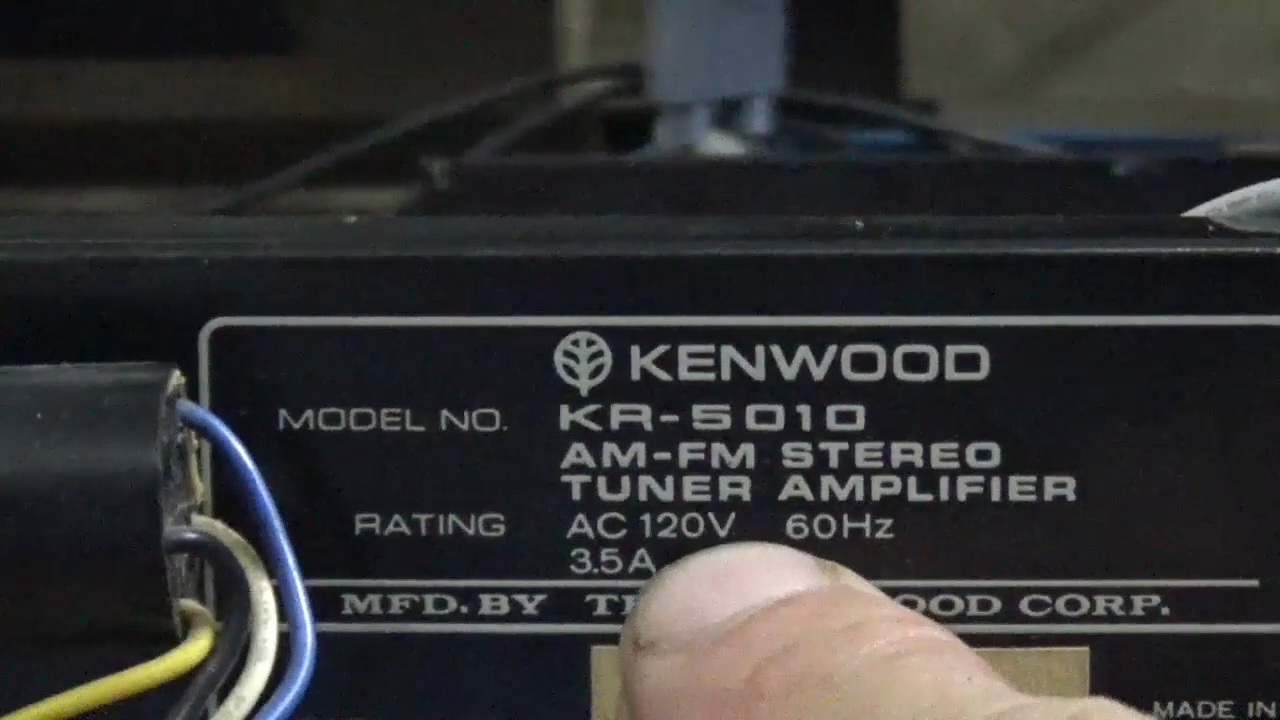 KENWOOD
MODEL NO. KR-5010
AM-FM STEREO
TUNER AMPLIFIER
RATING AC 120V 60Hz
3.5A
MFD. BY CORP.
MADE IN